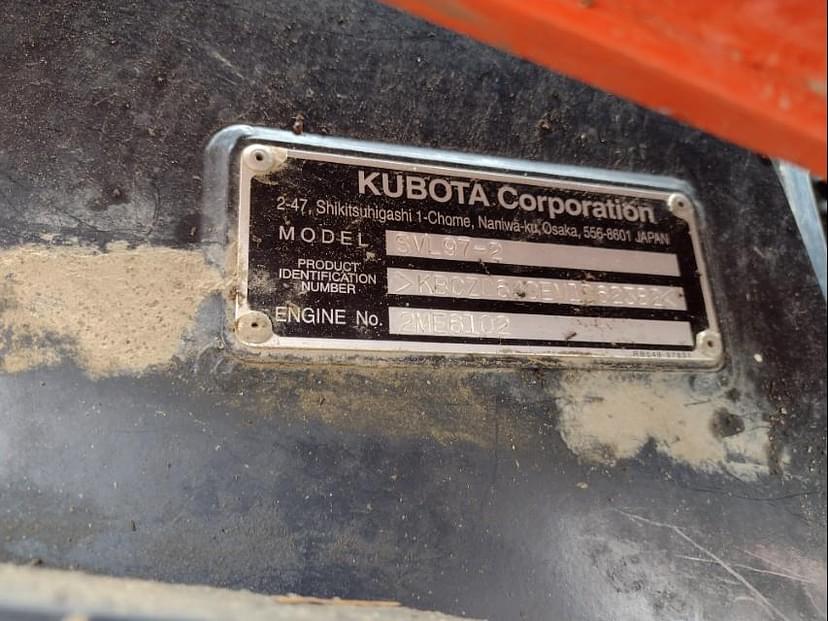 KUBOTA Corporation
2-47, Shikitsuhigashi 1-Chome, Naniwa-ku, Osaka, 556-8601 JAPAN
MODEL SVL97-2
PRODUCT
IDENTIFICATION
NUMBER
ENGINE No. 2ME6102